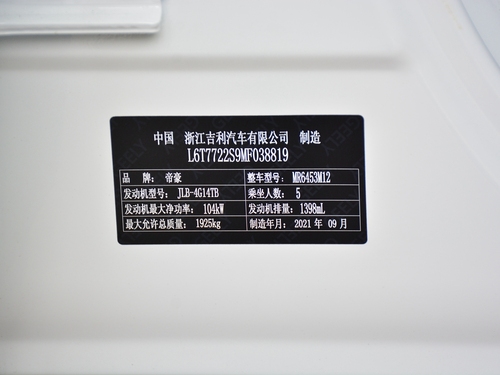 中国 浙江吉利汽车有限公司 制造
L6T7722S9MF038819
品 牌：帝豪 整车型号：MR6453M12
发动机型号：JLB-4G14TB 乘坐人数：5
发动机最大净功率：104kW 发动机排量：1398mL
最大允许总质量：1925kg 制造年月：2021 年 09 月